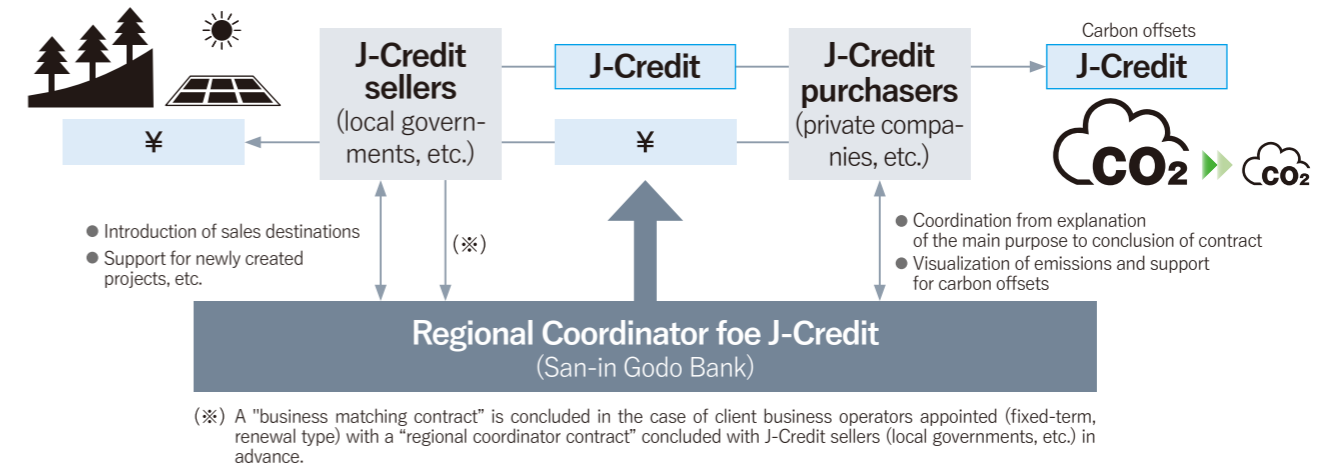 J-Credit
sellers
(local govern-
ments, etc.)
J-Credit
J-Credit
purchasers
(private compa-
nies, etc.)
Carbon offsets
J-Credit
¥
¥
CO2
CO2
● Introduction of sales destinations
● Support for newly created
projects, etc.
(※)
● Coordination from explanation
of the main purpose to conclusion of contract
● Visualization of emissions and support
for carbon offsets
Regional Coordinator foe J-Credit
(San-in Godo Bank)
(※) A "business matching contract” is concluded in the case of client business operators appointed (fixed-term,
renewal type) with a “regional coordinator contract” concluded with J-Credit sellers (local governments, etc.) in
advance.